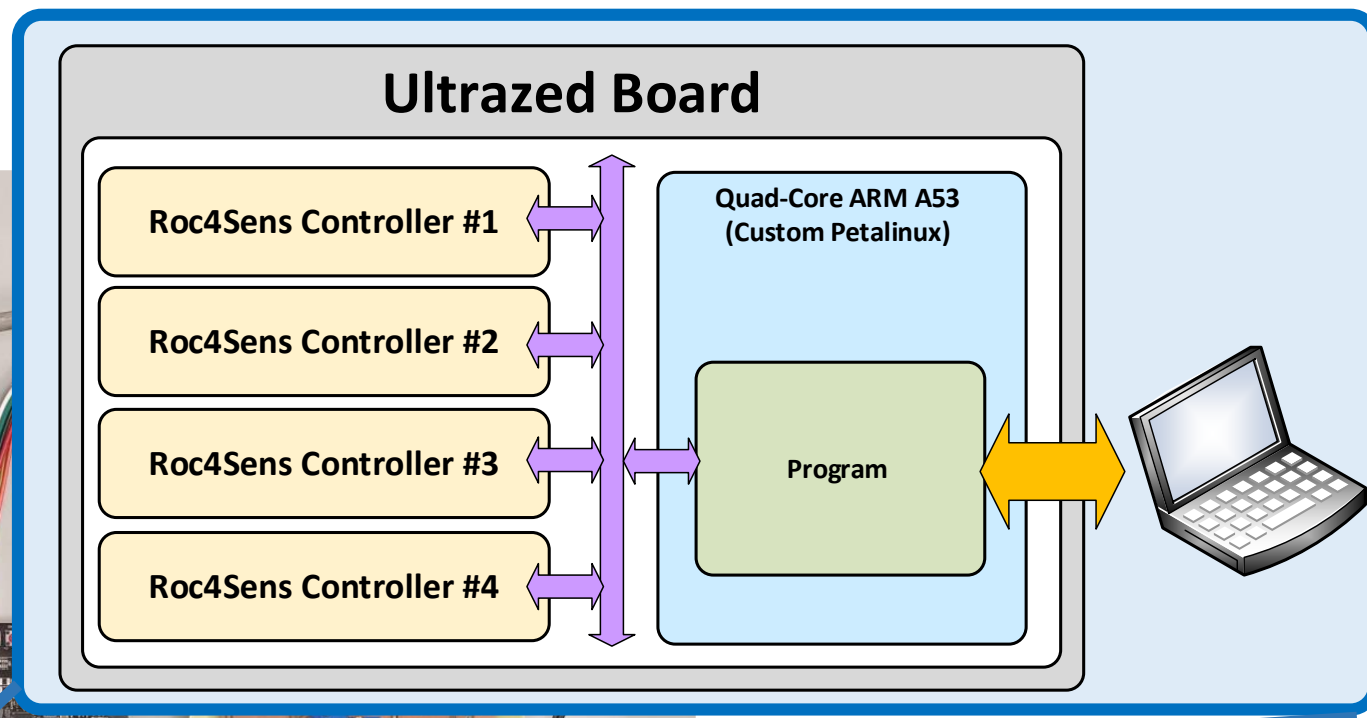 Ultrazed Board
Roc4Sens Controller #1
Roc4Sens Controller #2
Roc4Sens Controller #3
Roc4Sens Controller #4
Quad-Core ARM A53
(Custom Petalinux)
Program